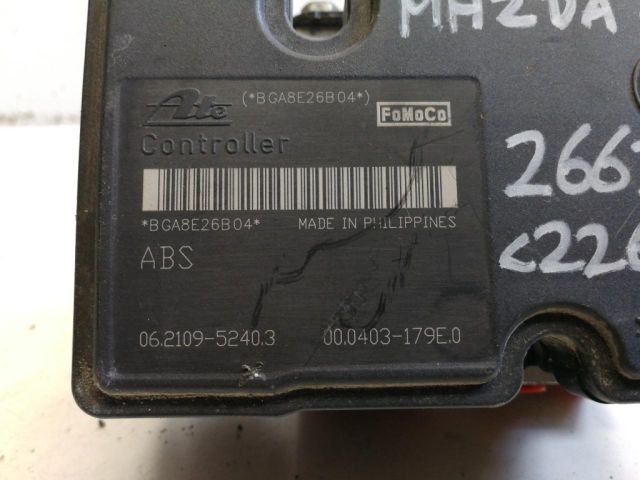 MAZDA
(*BGA8E26B04*)
Ate
FoMoCo
Controller
*BGA8E26B04* MADE IN PHILIPPINES
ABS
06.2109-5240.3 00.0403-179E.0
266
<226